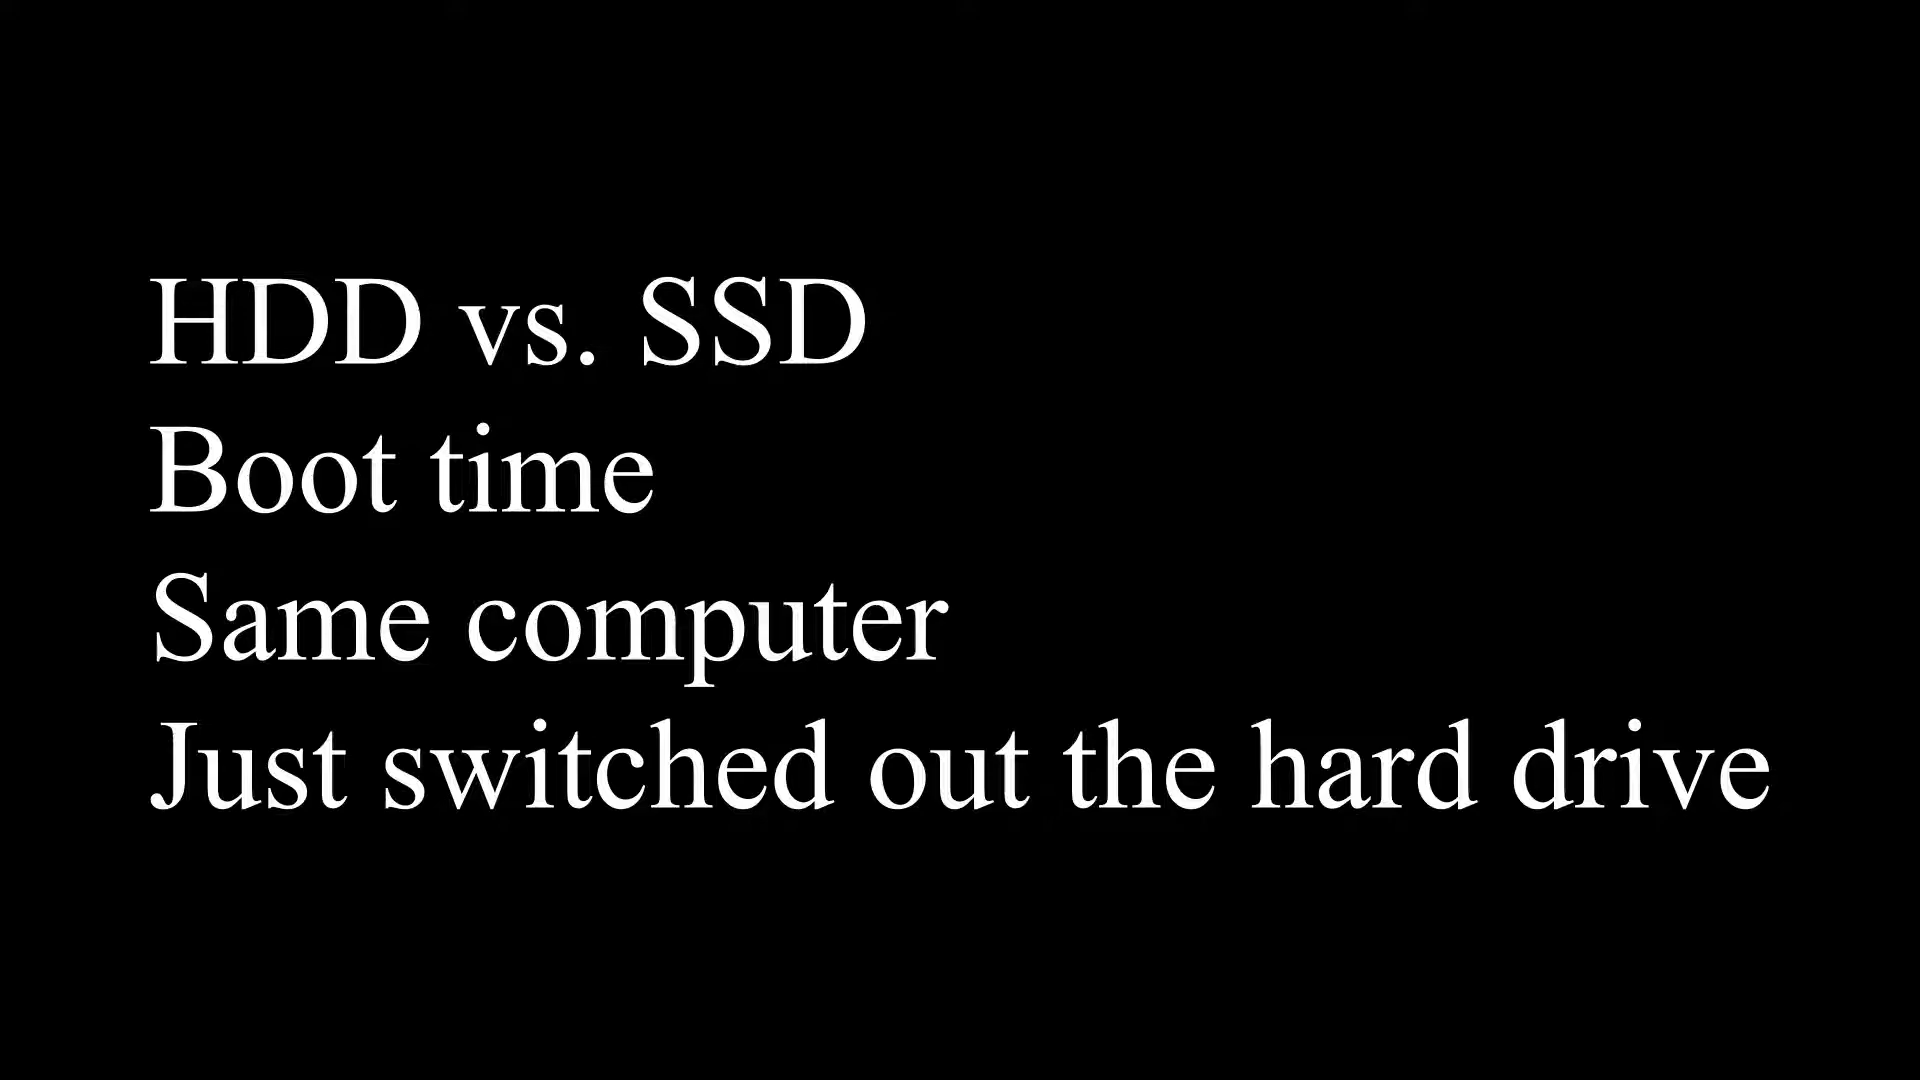 HDD vs. SSD
Boot time
Same computer
Just switched out the hard drive